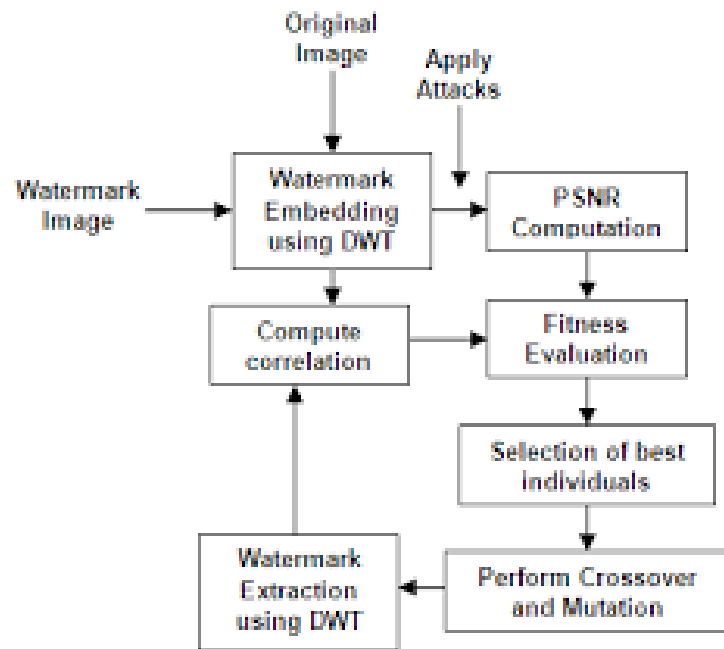 Original
Image
Apply
Attacks
Watermark
Image
Watermark
Embedding
using DWT
PSNR
Computation
Compute
correlation
Fitness
Evaluation
Selection of best
individuals
Watermark
Extraction
using DWT
Perform Crossover
and Mutation